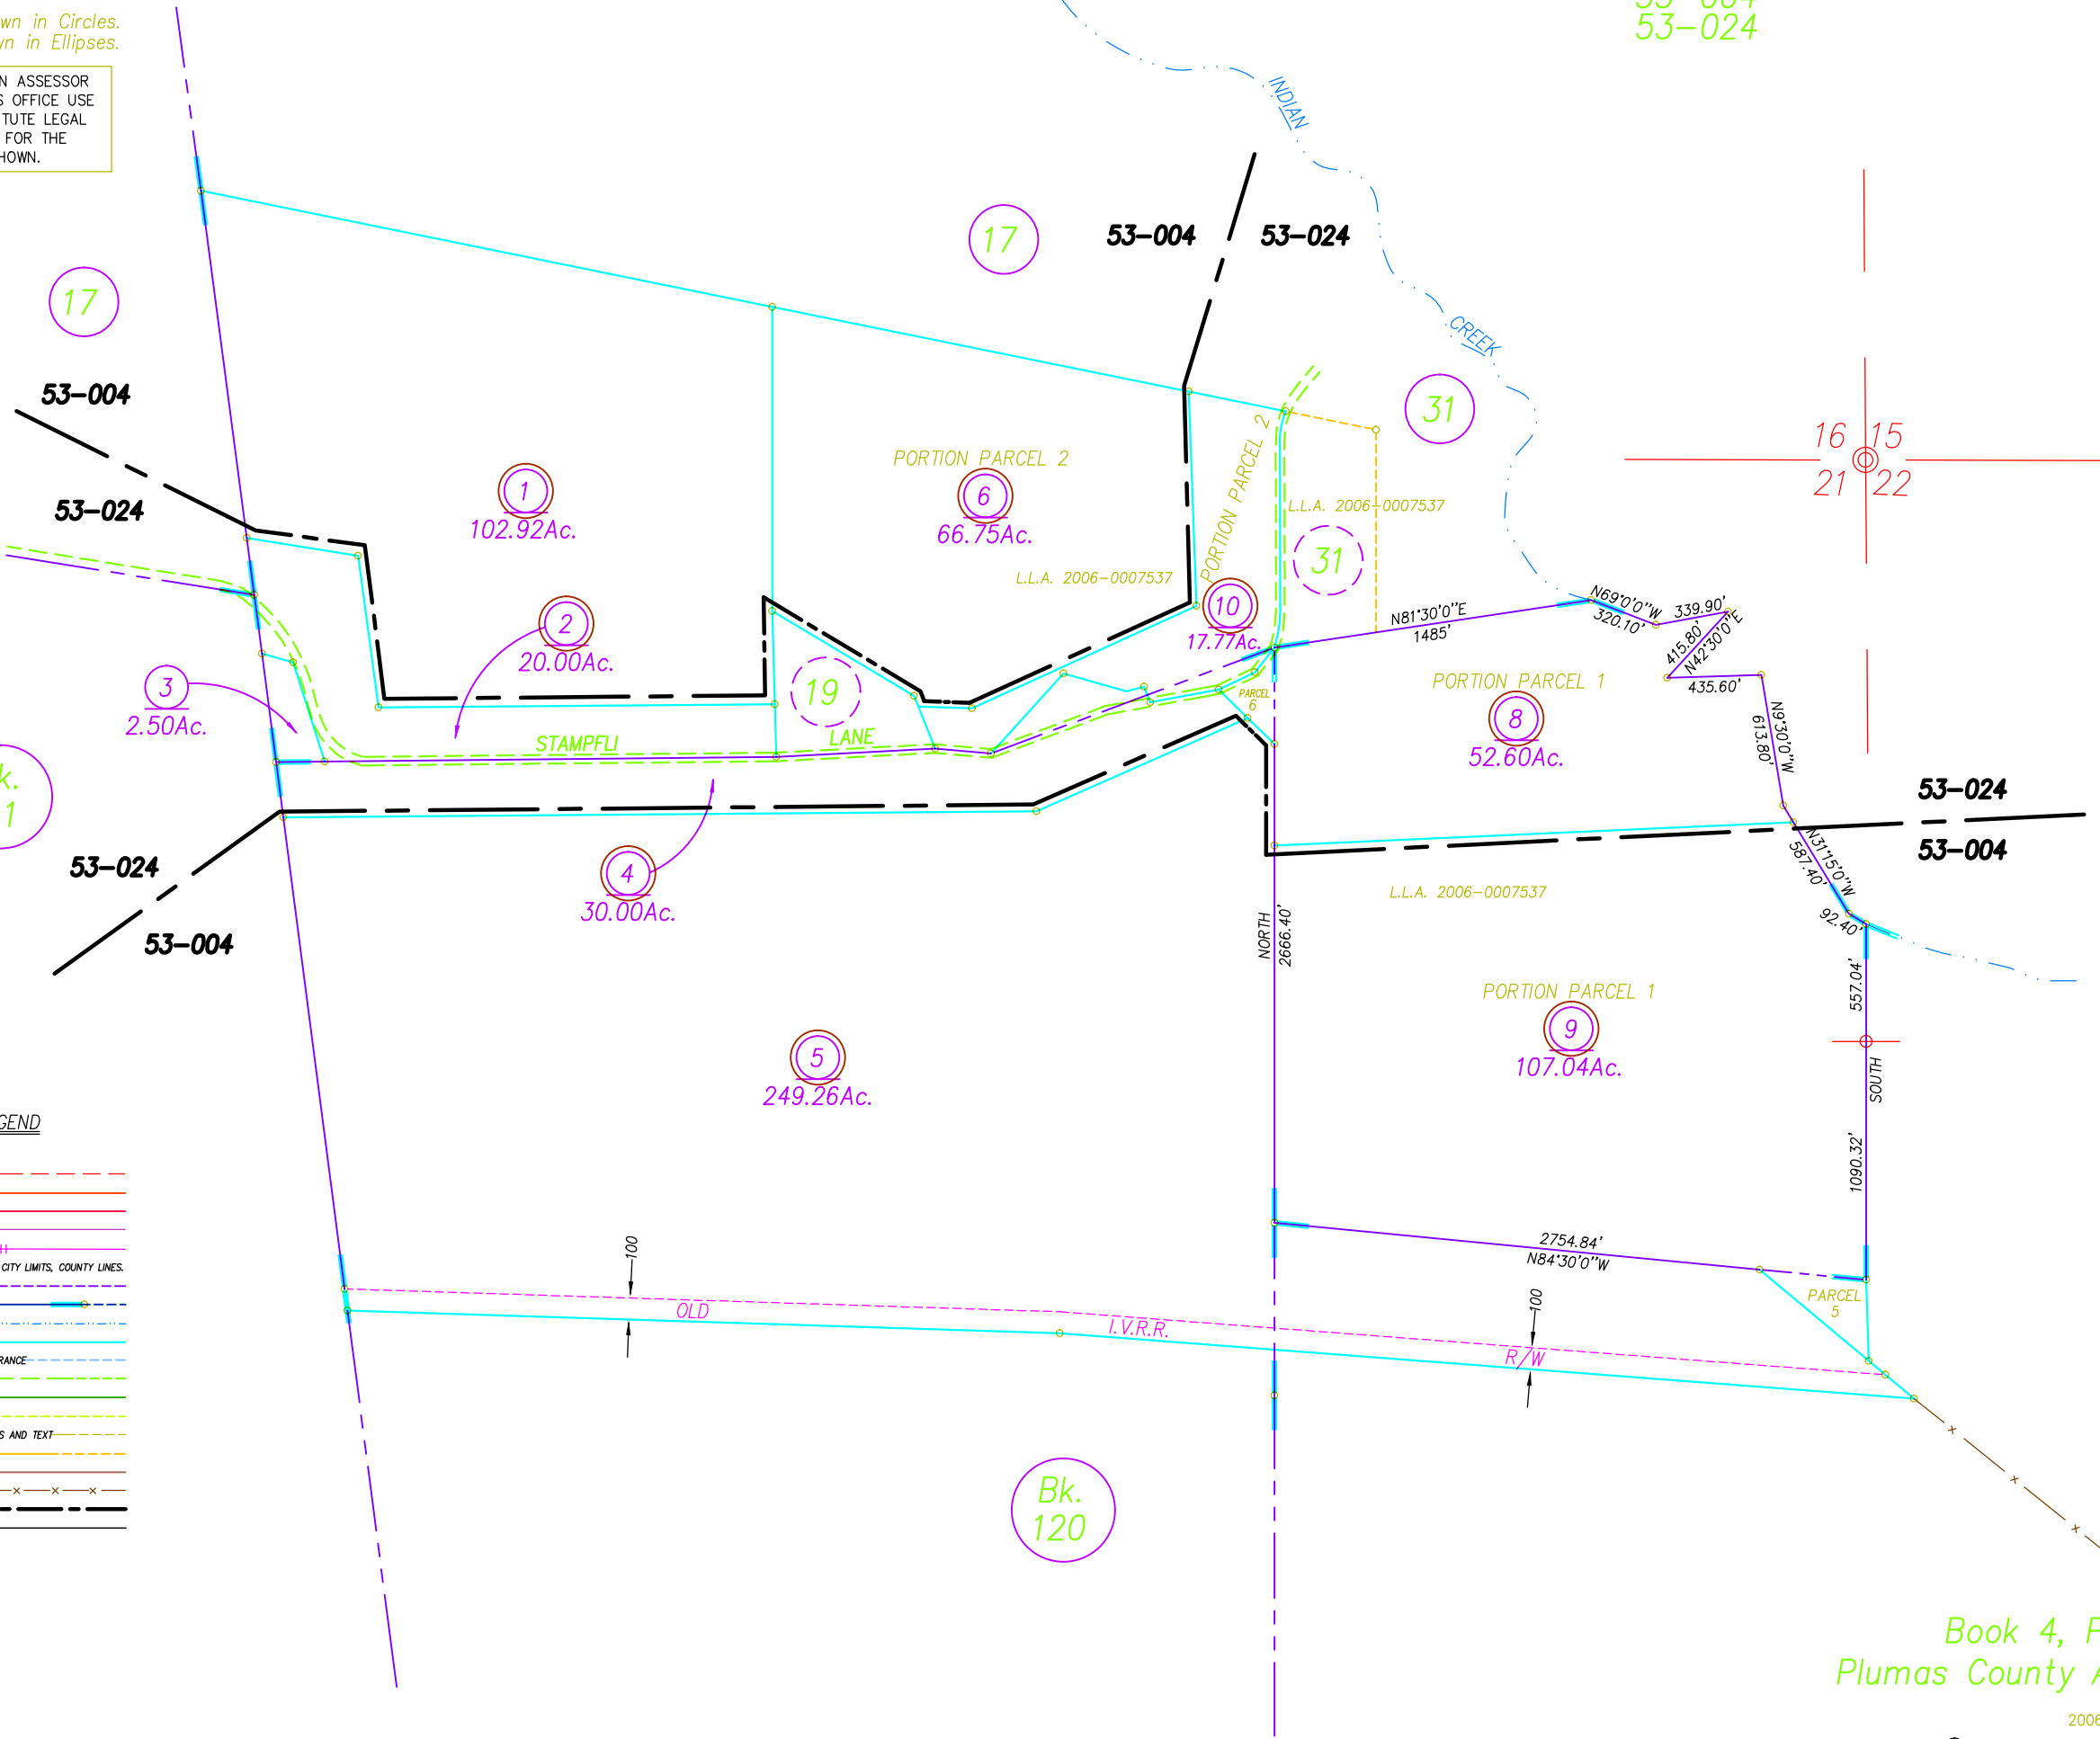 53-004
53-024
wn in Circles.
wn in Ellipses.
N ASSESSOR
S OFFICE USE
TUTE LEGAL
FOR THE
HOWN.
INDIAN
CREEK
17
17
53-004
53-024
31
16 15
21 22
53-004
53-024
1
102.92Ac.
PORTION PARCEL 2
6
66.75Ac.
L.L.A. 2006-0007537
PORTION PARCEL 2
L.L.A. 2006-0007537
31
10
17.77Ac.
N81°30'0"E
1485'
N69°0'0"W
320.10'
339.90'
415.80'
N42°30'0"E
435.60'
2
20.00Ac.
3
2.50Ac.
19
STAMPFLI
LANE
PARCEL
6
PORTION PARCEL 1
8
52.60Ac.
N9°30'0"W
613.80'
k.
1
53-024
53-004
N31°15'0"W
587.40'
92.40'
53-024
53-004
4
30.00Ac.
L.L.A. 2006-0007537
NORTH
2666.40'
PORTION PARCEL 1
9
107.04Ac.
557.04'
SOUTH
1090.32'
5
249.26Ac.
GEND
CITY LIMITS, COUNTY LINES.
RANCE
S AND TEXT
100
OLD
I.V.R.R.
R/W
100
2754.84'
N84°30'0"W
PARCEL
5
Bk.
120
Book 4, P
Plumas County A
2006